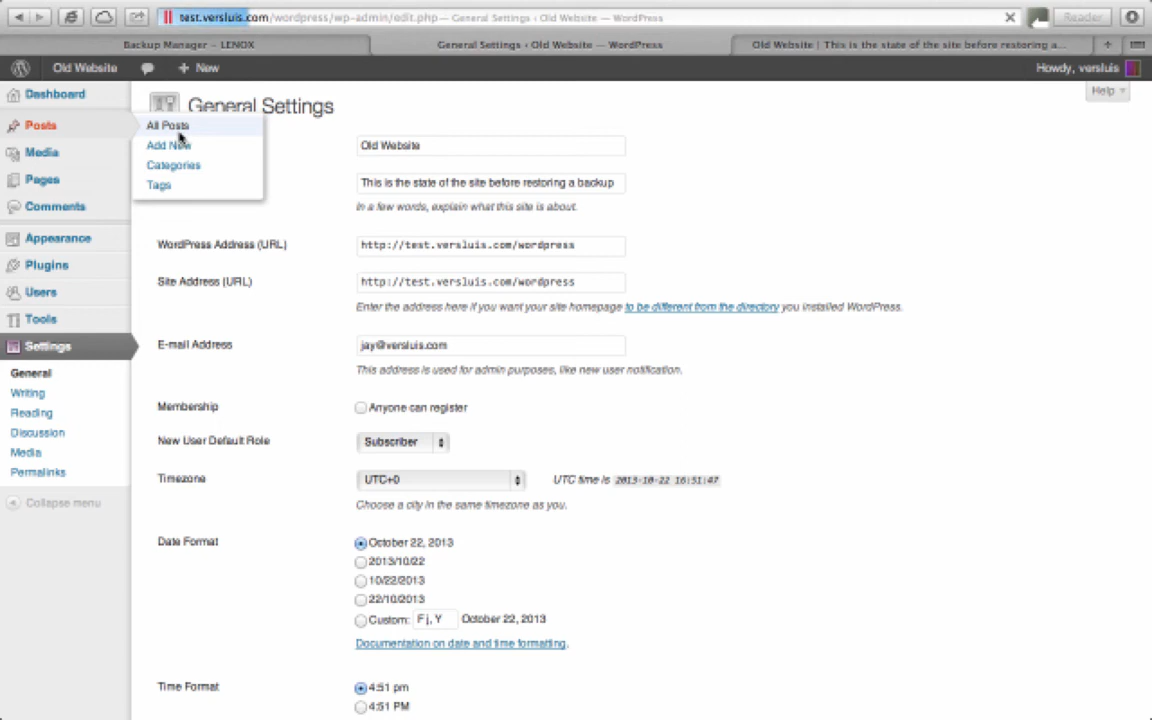 test.versluis.com/wordpress/wp-admin/edit.php — General Settings ‹ Old Website — WordPress
Reader
Backup Manager – LENOX
General Settings ‹ Old Website — WordPress
Old Website | This is the state of the site before restoring a...
Old Website
+ New
Howdy, versluis
Help
Dashboard
Posts
Media
Pages
Comments
Appearance
Plugins
Users
Tools
Settings
General
Writing
Reading
Discussion
Media
Permalinks
Collapse menu
All Posts
Add New
Categories
Tags
General Settings
Old Website
This is the state of the site before restoring a backup
In a few words, explain what this site is about.
WordPress Address (URL)
http://test.versluis.com/wordpress
Site Address (URL)
http://test.versluis.com/wordpress
Enter the address here if you want your site homepage to be different from the directory you installed WordPress.
E-mail Address
jay@versluis.com
This address is used for admin purposes, like new user notification.
Membership
Anyone can register
New User Default Role
Subscriber
Timezone
UTC+0
UTC time is 2013-10-22 16:51:47
Choose a city in the same timezone as you.
Date Format
October 22, 2013
2013/10/22
10/22/2013
22/10/2013
Custom: F j, Y October 22, 2013
Documentation on date and time formatting.
Time Format
4:51 pm
4:51 PM